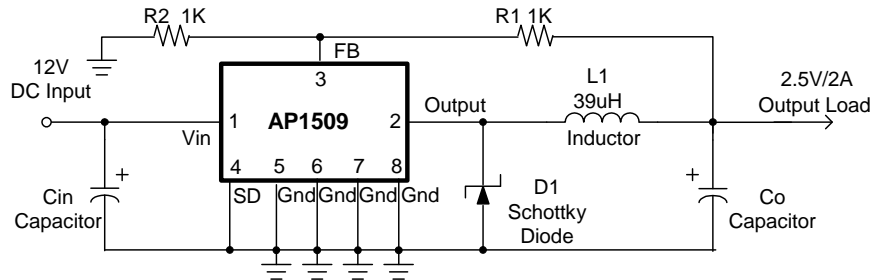 R2 1K
R1 1K
FB
12V
DC Input
3
L1
39uH
Inductor
2.5V/2A
Output Load
Output
Vin
1
AP1509
2
4
5
6
7
8
SD
Gnd
Gnd
Gnd
Gnd
+
Cin
Capacitor
D1
Schottky
Diode
+
Co
Capacitor